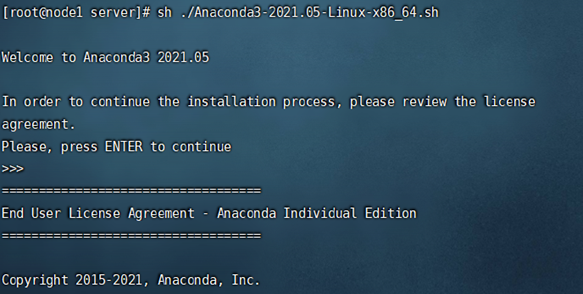 [root@node1 server]# sh ./Anaconda3-2021.05-Linux-x86_64.sh
Welcome to Anaconda3 2021.05
In order to continue the installation process, please review the license
agreement.
Please, press ENTER to continue
>>>
===================================
End User License Agreement - Anaconda Individual Edition
===================================
Copyright 2015-2021, Anaconda, Inc.